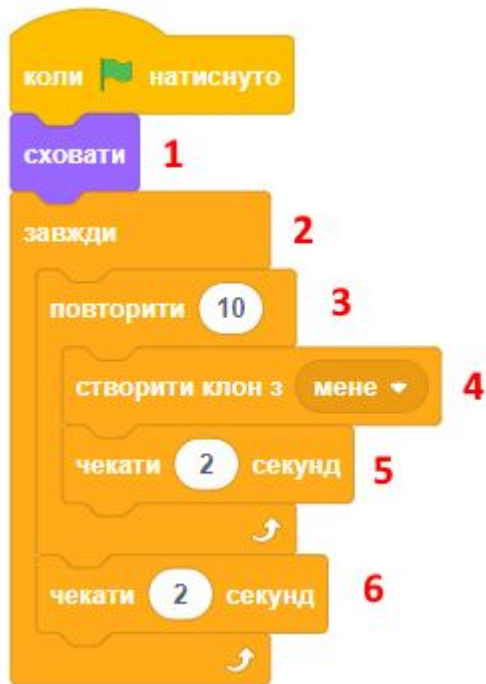 коли натиснуто
сховати 1
завжди 2
повторити 10 3
створити клон з мене 4
чекати 2 секунд 5
чекати 2 секунд 6